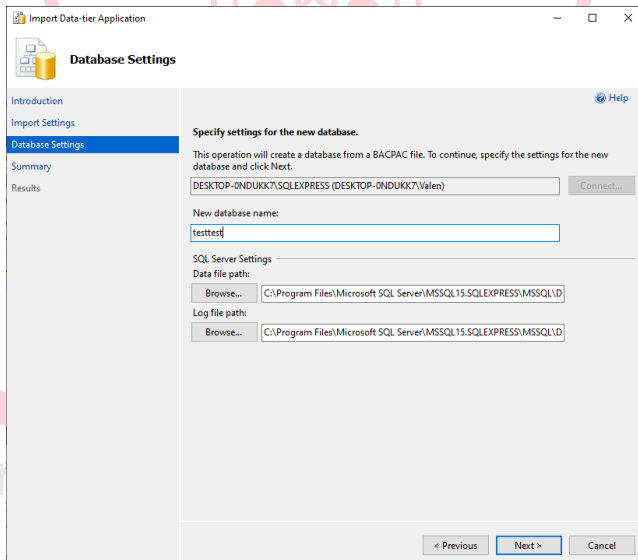 Import Data-tier Application
Database Settings
Introduction
Import Settings
Database Settings
Summary
Results
Help
Specify settings for the new database.
This operation will create a database from a BACPAC file. To continue, specify the settings for the new
database and click Next.
DESKTOP-0NDUKK7\SQLEXPRESS (DESKTOP-0NDUKK7\Valen)
Connect...
New database name:
testtest
SQL Server Settings
Data file path:
Browse...
C:\Program Files\Microsoft SQL Server\MSSQL15.SQLEXPRESS\MSSQL\D
Log file path:
Browse...
C:\Program Files\Microsoft SQL Server\MSSQL15.SQLEXPRESS\MSSQL\D
< Previous
Next >
Cancel